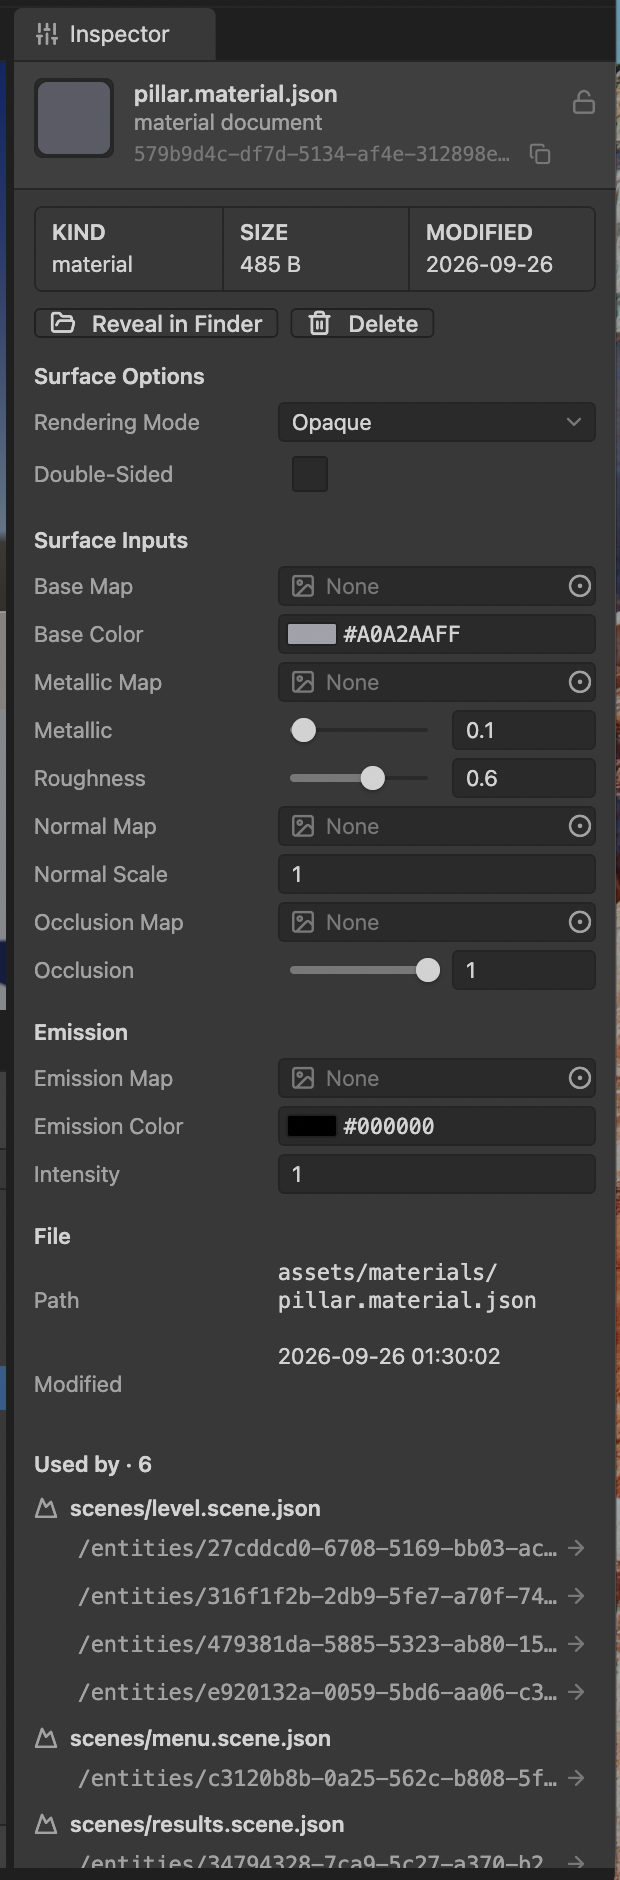 Inspector
pillar.material.json
material document
579b9d4c-df7d-5134-af4e-312898e…
KIND
material
SIZE
485 B
MODIFIED
2026-09-26
Reveal in Finder
Delete
Surface Options
Rendering Mode
Opaque
Double-Sided
Surface Inputs
Base Map
None
Base Color
#A0A2AAFF
Metallic Map
None
Metallic
0.1
Roughness
0.6
Normal Map
None
Normal Scale
1
Occlusion Map
None
Occlusion
1
Emission
Emission Map
None
Emission Color
#000000
Intensity
1
File
Path
assets/materials/
pillar.material.json
Modified
2026-09-26 01:30:02
Used by · 6
scenes/level.scene.json
/entities/27cddcd0-6708-5169-bb03-ac…
/entities/316f1f2b-2db9-5fe7-a70f-74…
/entities/479381da-5885-5323-ab80-15…
/entities/e920132a-0059-5bd6-aa06-c3…
scenes/menu.scene.json
/entities/c3120b8b-0a25-562c-b808-5f…
scenes/results.scene.json
/entities/34794328-7ca9-5c27-a370-b2…